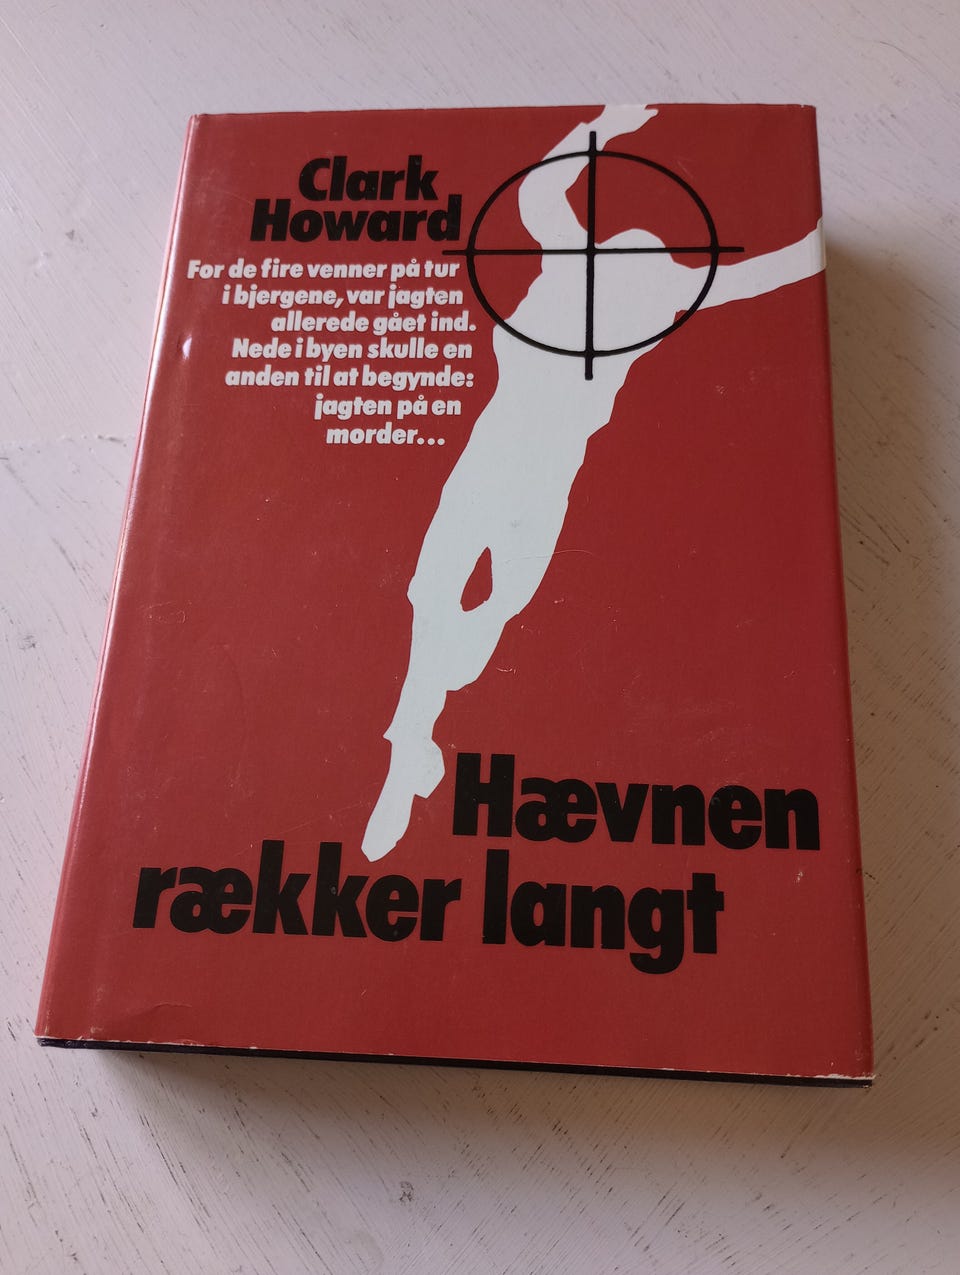 Clark
Howard
For de fire venner på tur
i bjergene, var jagten
allerede gået ind.
Nede i byen skulle en
anden til at begynde:
jagten på en
morder...
Hævnen
rækker langt